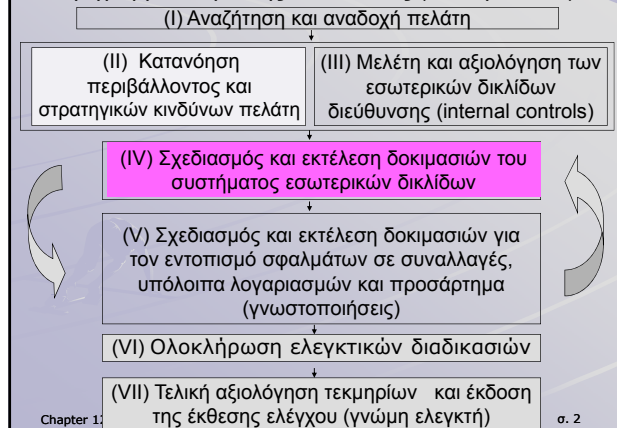 (I) Αναζήτηση και αναδοχή πελάτη
(II) Κατανόηση
περιβάλλοντος και
στρατηγικών κινδύνων πελάτη
(III) Μελέτη και αξιολόγηση των
εσωτερικών δικλίδων
διεύθυνσης (internal controls)
(IV) Σχεδιασμός και εκτέλεση δοκιμασιών του
συστήματος εσωτερικών δικλίδων
(V) Σχεδιασμός και εκτέλεση δοκιμασιών για
τον εντοπισμό σφαλμάτων σε συναλλαγές,
υπόλοιπα λογαριασμών και προσάρτημα
(γνωστοποιήσεις)
(VI) Ολοκλήρωση ελεγκτικών διαδικασιών
(VII) Τελική αξιολόγηση τεκμηρίων και έκδοση
της έκθεσης ελέγχου (γνώμη ελεγκτή)
Chapter
σ. 2